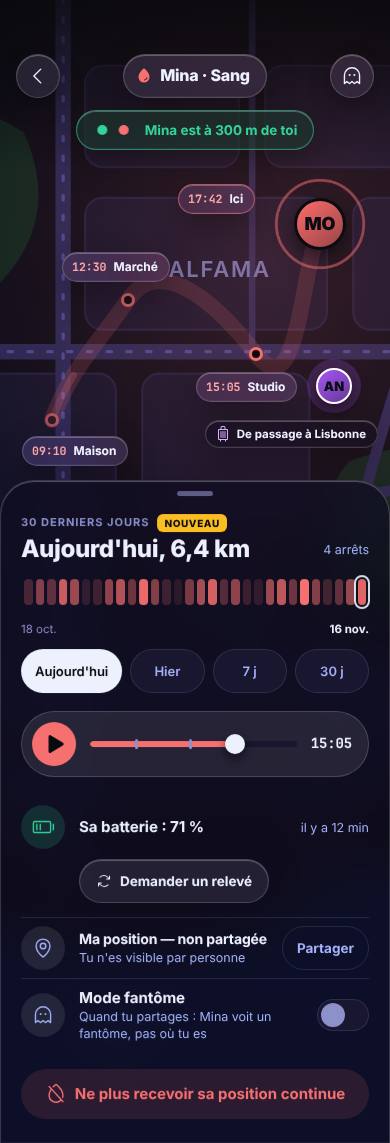 Mina · Sang
Mina est à 300 m de toi
17:42 Ici
MO
12:30 Marché
ALFAMA
15:05 Studio
AN
De passage à Lisbonne
09:10 Maison
30 DERNIERS JOURS NOUVEAU
Aujourd'hui, 6,4 km
4 arrêts
18 oct.
16 nov.
Aujourd'hui
Hier
7 j
30 j
15:05
Sa batterie : 71 %
il y a 12 min
Demander un relevé
Ma position — non partagée
Tu n'es visible par personne
Partager
Mode fantôme
Quand tu partages : Mina voit un
fantôme, pas où tu es
Ne plus recevoir sa position continue